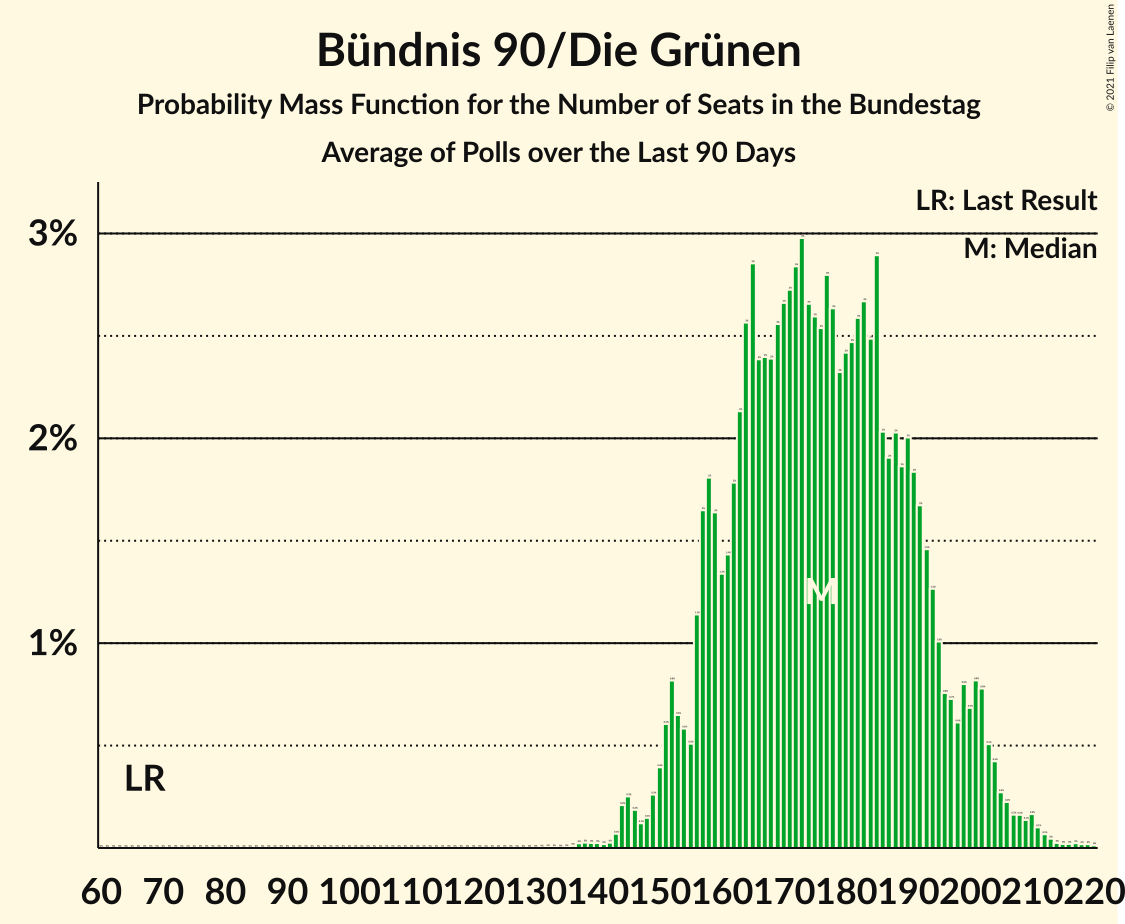 Bündnis 90/Die Grünen
Probability Mass Function for the Number of Seats in the Bundestag
Average of Polls over the Last 90 Days
© 2021 Filip van Laenen
LR: Last Result
M: Median
3%
2%
1%
LR
M
60 70 80 90 100 110 120 130 140 150 160 170 180 190 200 210 220